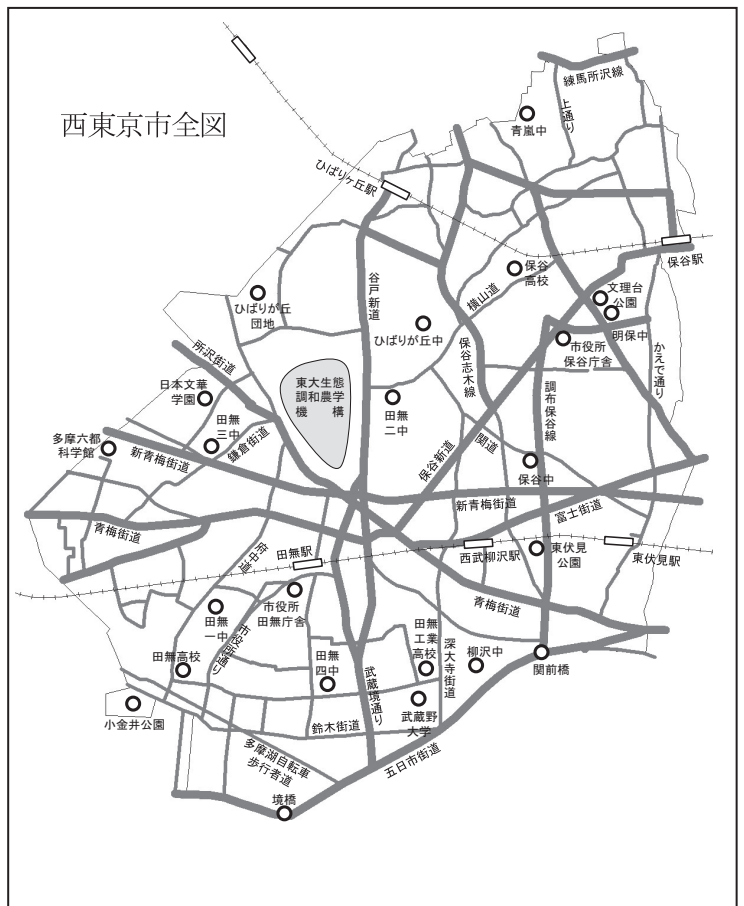 西東京市全図
練馬所沢線
上通り
青嵐中
ひばりヶ丘駅
保谷駅
保谷
高校
文理台
公園
谷戸新道
横山道
ひばりが丘
団地
ひばりが丘中
明保中
市役所
保谷庁舎
かえで通り
所沢街道
保谷志木線
調布保谷線
東大生態
調和農学
機構
日本文華
学園
田無
二中
田無
三中
鎌倉街道
多摩六都
科学館
新青梅街道
保谷新道
関道
保谷中
新青梅街道
富士街道
青梅街道
府中道
田無駅
西武柳沢駅
東伏見
公園
東伏見駅
市役所
田無庁舎
青梅街道
田無
一中
市役所通り
田無
工業
高校
深大寺街道
柳沢中
関前橋
田無高校
田無
四中
武蔵境通り
小金井公園
鈴木街道
武蔵野
大学
多摩湖自転車
歩行者道
五日市街道
境橋